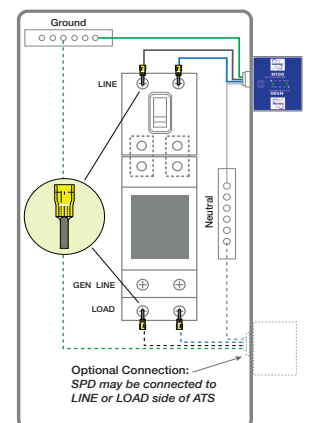 Ground
LINE
Neutral
GEN LINE
LOAD
Optional Connection:
SPD may be connected to
LINE or LOAD side of ATS